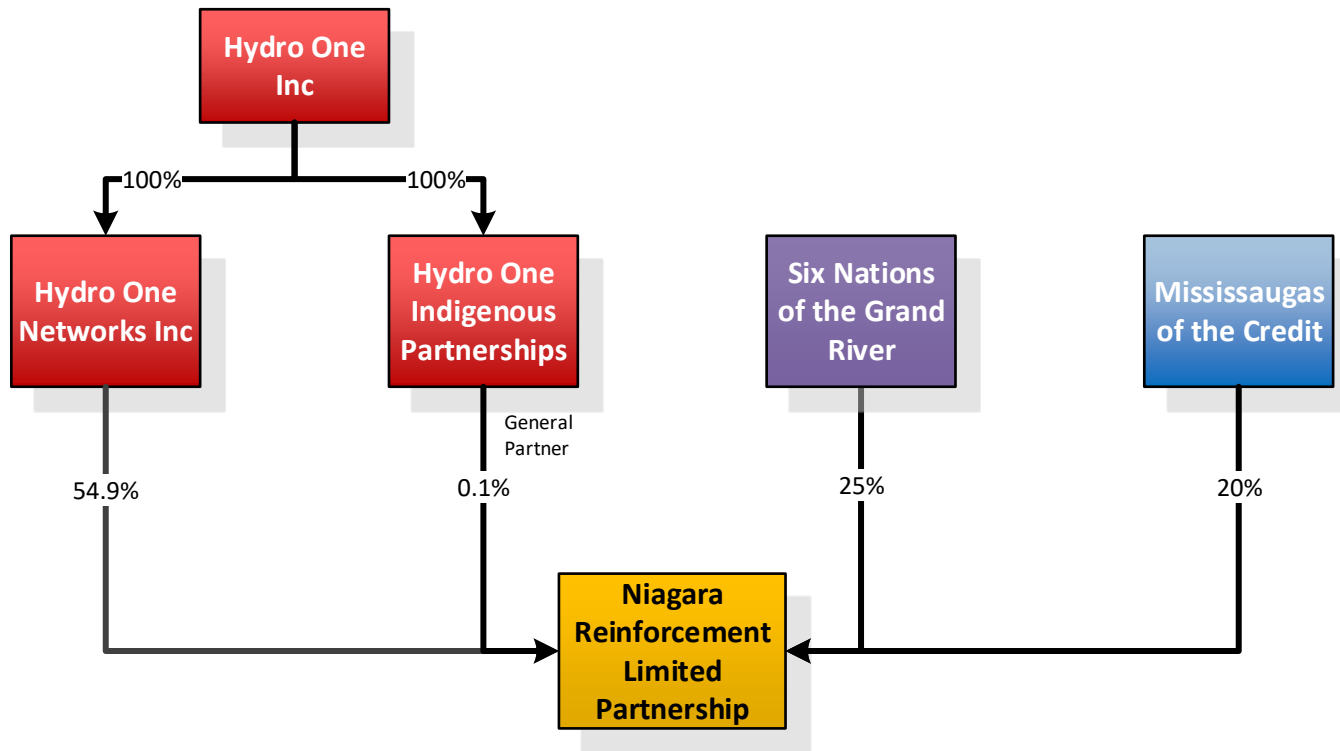 Hydro One
Inc
100%
100%
Hydro One
Networks Inc
Hydro One
Indigenous
Partnerships
Six Nations
of the Grand
River
Mississaugas
of the Credit
General
Partner
54.9%
0.1%
25%
20%
Niagara
Reinforcement
Limited
Partnership